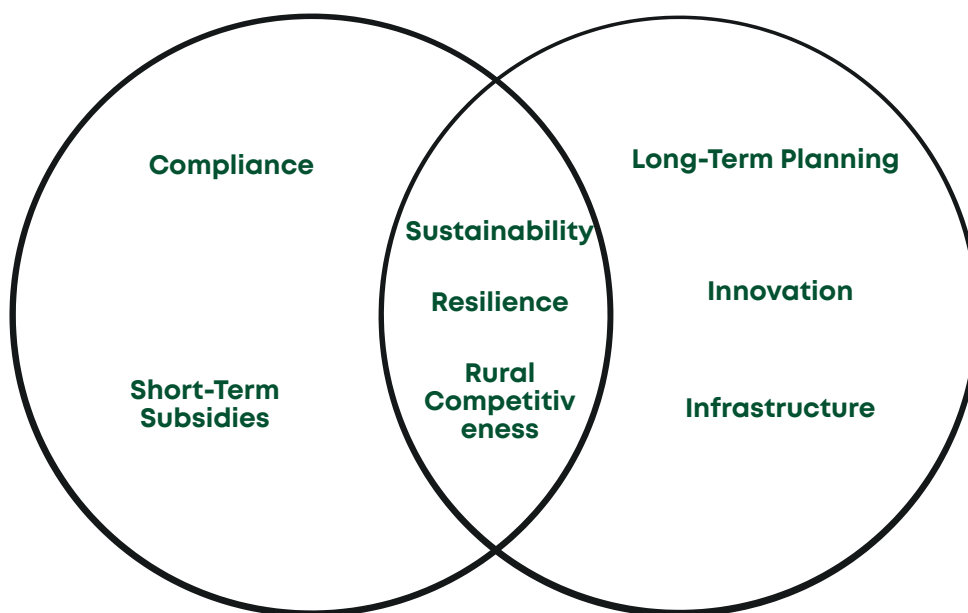 Compliance
Short-Term
Subsidies
Sustainability
Resilience
Rural
Competitiv
eness
Long-Term Planning
Innovation
Infrastructure